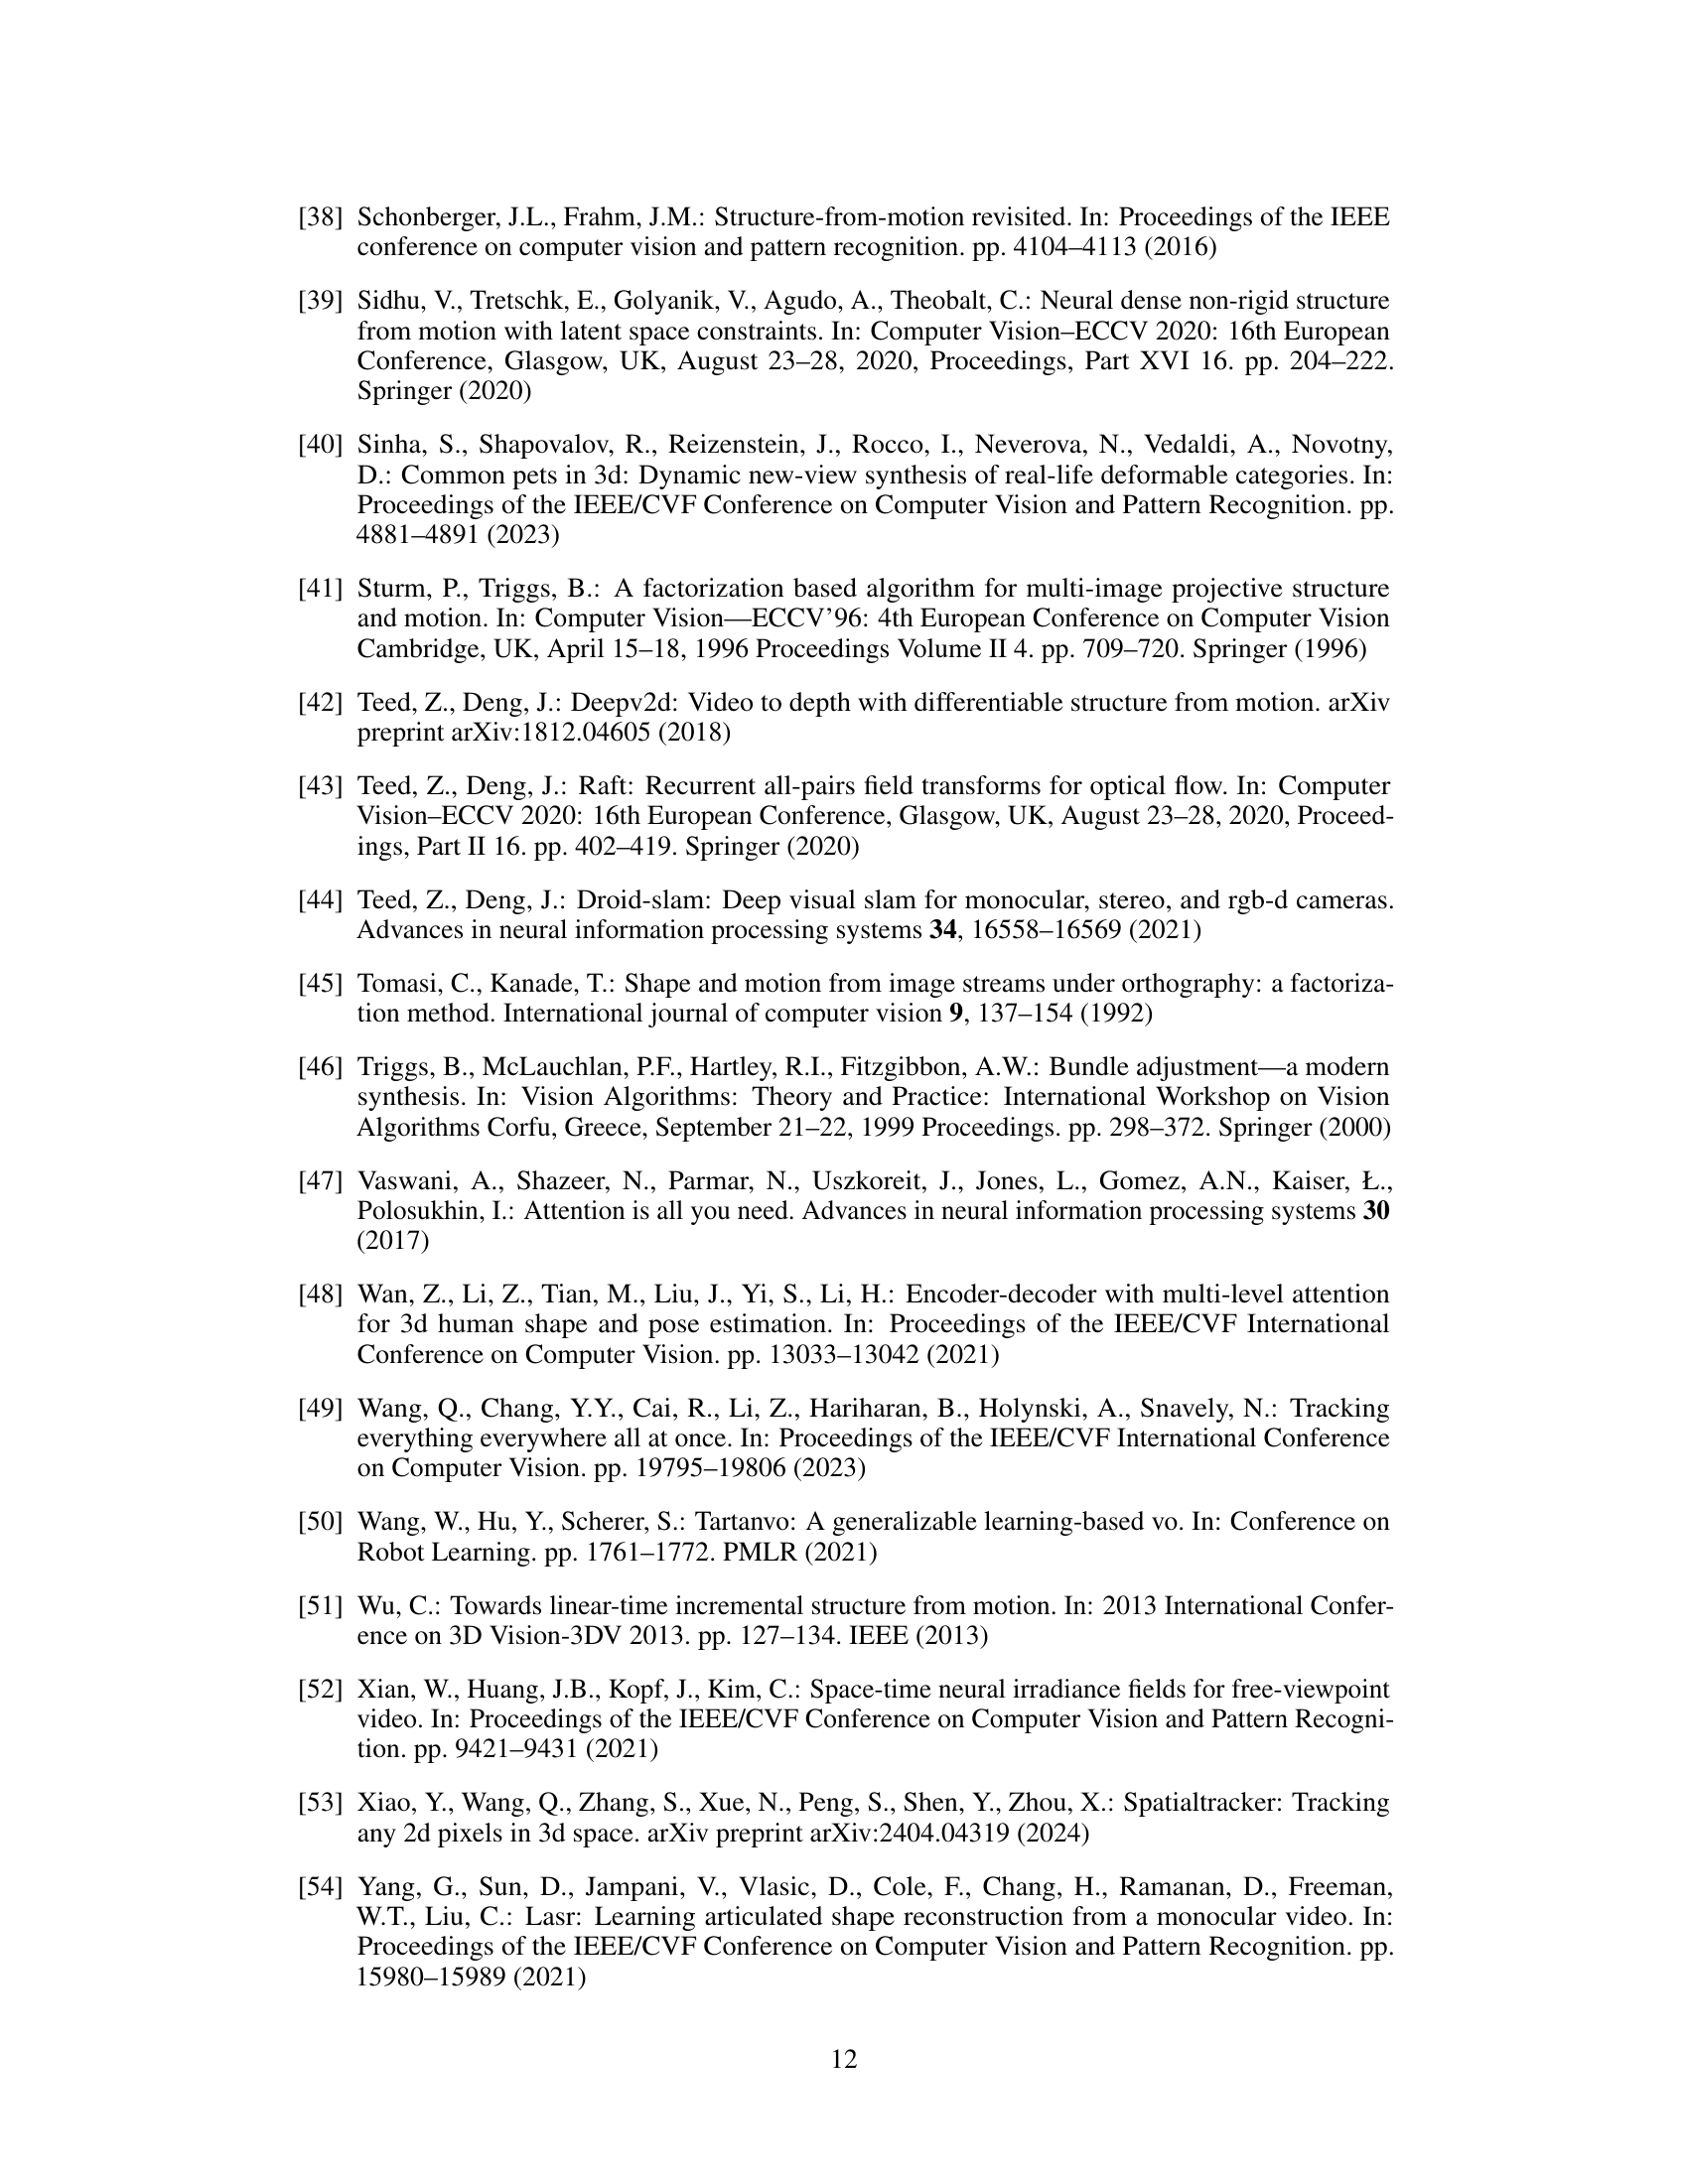 [38] Schonberger, J.L., Frahm, J.M.: Structure-from-motion revisited. In: Proceedings of the IEEE
conference on computer vision and pattern recognition. pp. 4104–4113 (2016)
[39] Sidhu, V., Tretschk, E., Golyanik, V., Agudo, A., Theobalt, C.: Neural dense non-rigid structure
from motion with latent space constraints. In: Computer Vision–ECCV 2020: 16th European
Conference, Glasgow, UK, August 23–28, 2020, Proceedings, Part XVI 16. pp. 204–222.
Springer (2020)
[40] Sinha, S., Shapovalov, R., Reizenstein, J., Rocco, I., Neverova, N., Vedaldi, A., Novotny,
D.: Common pets in 3d: Dynamic new-view synthesis of real-life deformable categories. In:
Proceedings of the IEEE/CVF Conference on Computer Vision and Pattern Recognition. pp.
4881–4891 (2023)
[41] Sturm, P., Triggs, B.: A factorization based algorithm for multi-image projective structure
and motion. In: Computer Vision—ECCV’96: 4th European Conference on Computer Vision
Cambridge, UK, April 15–18, 1996 Proceedings Volume II 4. pp. 709–720. Springer (1996)
[42] Teed, Z., Deng, J.: Deepv2d: Video to depth with differentiable structure from motion. arXiv
preprint arXiv:1812.04605 (2018)
[43] Teed, Z., Deng, J.: Raft: Recurrent all-pairs field transforms for optical flow. In: Computer
Vision–ECCV 2020: 16th European Conference, Glasgow, UK, August 23–28, 2020, Proceed-
ings, Part II 16. pp. 402–419. Springer (2020)
[44] Teed, Z., Deng, J.: Droid-slam: Deep visual slam for monocular, stereo, and rgb-d cameras.
Advances in neural information processing systems 34, 16558–16569 (2021)
[45] Tomasi, C., Kanade, T.: Shape and motion from image streams under orthography: a factoriza-
tion method. International journal of computer vision 9, 137–154 (1992)
[46] Triggs, B., McLauchlan, P.F., Hartley, R.I., Fitzgibbon, A.W.: Bundle adjustment—a modern
synthesis. In: Vision Algorithms: Theory and Practice: International Workshop on Vision
Algorithms Corfu, Greece, September 21–22, 1999 Proceedings. pp. 298–372. Springer (2000)
[47] Vaswani, A., Shazeer, N., Parmar, N., Uszkoreit, J., Jones, L., Gomez, A.N., Kaiser, Ł.,
Polosukhin, I.: Attention is all you need. Advances in neural information processing systems 30
(2017)
[48] Wan, Z., Li, Z., Tian, M., Liu, J., Yi, S., Li, H.: Encoder-decoder with multi-level attention
for 3d human shape and pose estimation. In: Proceedings of the IEEE/CVF International
Conference on Computer Vision. pp. 13033–13042 (2021)
[49] Wang, Q., Chang, Y.Y., Cai, R., Li, Z., Hariharan, B., Holynski, A., Snavely, N.: Tracking
everything everywhere all at once. In: Proceedings of the IEEE/CVF International Conference
on Computer Vision. pp. 19795–19806 (2023)
[50] Wang, W., Hu, Y., Scherer, S.: Tartanvo: A generalizable learning-based vo. In: Conference on
Robot Learning. pp. 1761–1772. PMLR (2021)
[51] Wu, C.: Towards linear-time incremental structure from motion. In: 2013 International Confer-
ence on 3D Vision-3DV 2013. pp. 127–134. IEEE (2013)
[52] Xian, W., Huang, J.B., Kopf, J., Kim, C.: Space-time neural irradiance fields for free-viewpoint
video. In: Proceedings of the IEEE/CVF Conference on Computer Vision and Pattern Recogni-
tion. pp. 9421–9431 (2021)
[53] Xiao, Y., Wang, Q., Zhang, S., Xue, N., Peng, S., Shen, Y., Zhou, X.: Spatialtracker: Tracking
any 2d pixels in 3d space. arXiv preprint arXiv:2404.04319 (2024)
[54] Yang, G., Sun, D., Jampani, V., Vlasic, D., Cole, F., Chang, H., Ramanan, D., Freeman,
W.T., Liu, C.: Lasr: Learning articulated shape reconstruction from a monocular video. In:
Proceedings of the IEEE/CVF Conference on Computer Vision and Pattern Recognition. pp.
15980–15989 (2021)
12